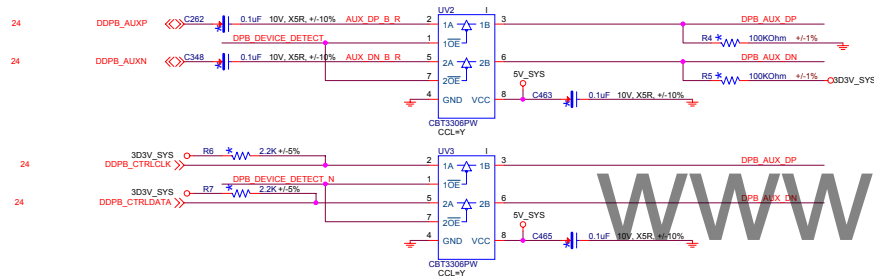 UV2 I
24 DDPB_AUXP C262 0.1uF 10V, X5R, +/-10% AUX_DP_B_R 2 1A 1B 3 DPB_AUX_DP
DPB_DEVICE_DETECT 1 1OE R4 * 100KOhm +/-1%
24 DDPB_AUXN C348 0.1uF 10V, X5R, +/-10% AUX_DN_B_R 5 2A 2B 6 DPB_AUX_DN
7 2OE 5V_SYS R5 * 100KOhm +/-1% 3D3V_SYS
4 GND VCC 8 C463 0.1uF 10V, X5R, +/-10%
CBT3306PW
CCL=Y
3D3V_SYS R6 * 2.2K +/-5% UV3 I
24 DDPB_CTRLCLK 2 1A 1B 3 DPB_AUX_DP
DPB_DEVICE_DETECT_N 1 1OE
3D3V_SYS R7 * 2.2K +/-5%
24 DDPB_CTRLDATA 5 2A 2B 6 DPB_AUX_DN
7 2OE 5V_SYS
4 GND VCC 8 C465 0.1uF 10V, X5R, +/-10%
CBT3306PW
CCL=Y
www